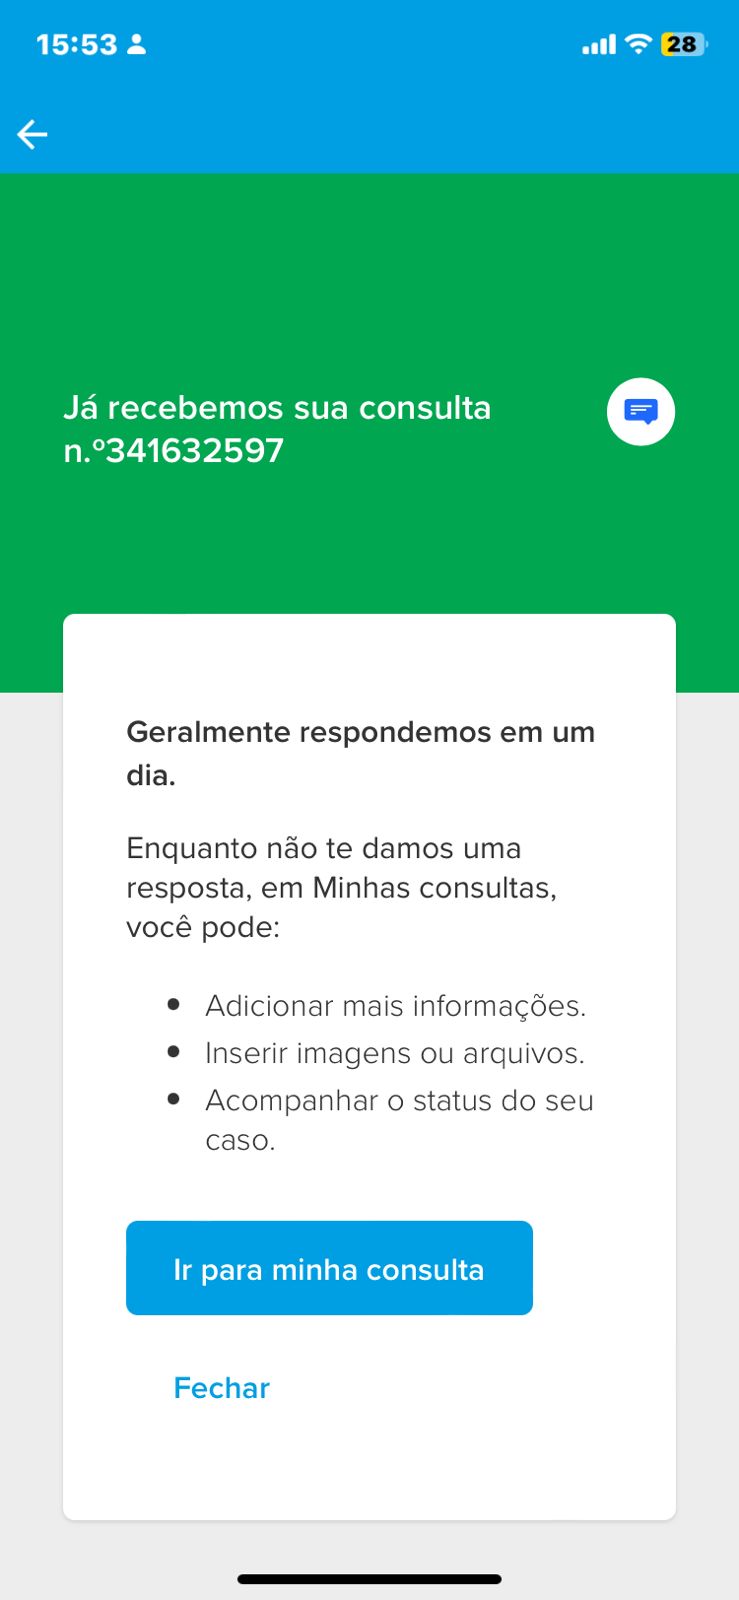 15:53
28
Já recebemos sua consulta
n.º341632597
Geralmente respondemos em um
dia.
Enquanto não te damos uma
resposta, em Minhas consultas,
você pode:
• Adicionar mais informações.
• Inserir imagens ou arquivos.
• Acompanhar o status do seu
caso.
Ir para minha consulta
Fechar